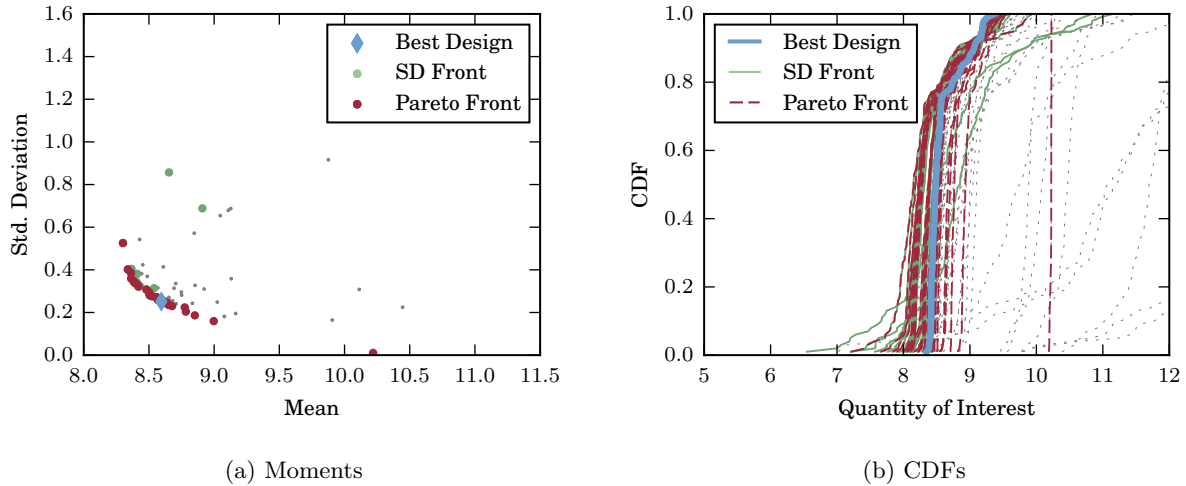 1.6
1.4
1.2
1.0
0.8
0.6
0.4
0.2
0.0
Std. Deviation
8.0 8.5 9.0 9.5 10.0 10.5 11.0 11.5
Mean
Best Design
SD Front
Pareto Front
(a) Moments
1.0
0.8
0.6
0.4
0.2
0.0
CDF
5 6 7 8 9 10 11 12
Quantity of Interest
Best Design
SD Front
Pareto Front
(b) CDFs